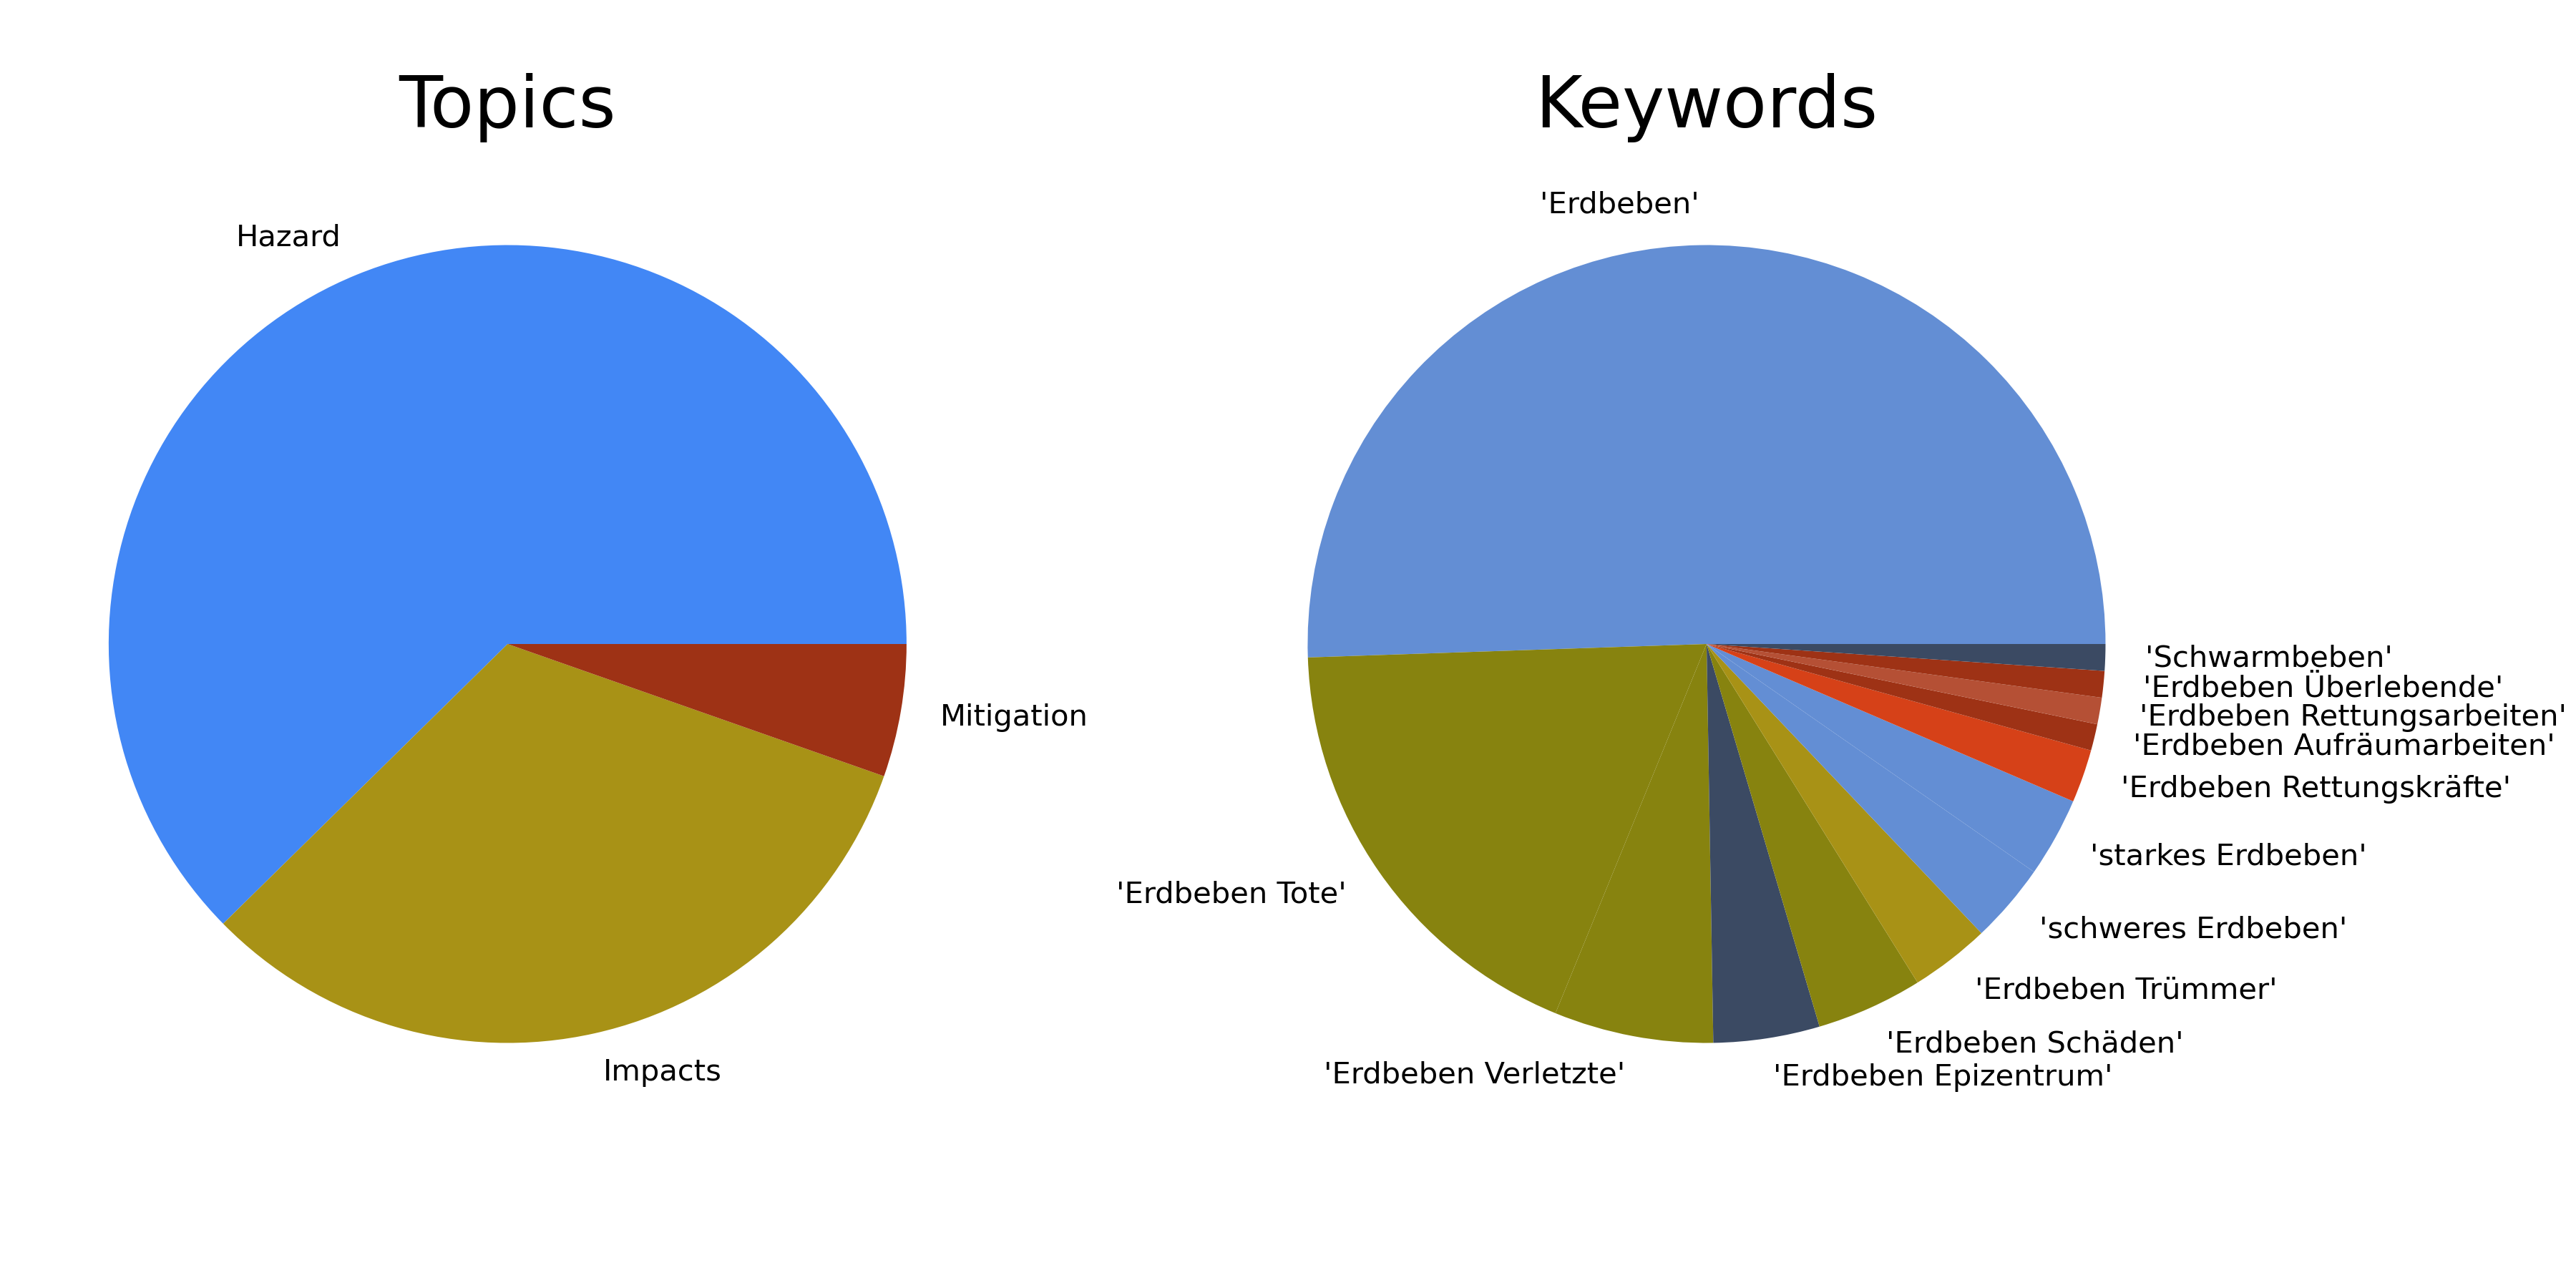 Topics
Hazard
Mitigation
Impacts
Keywords
'Erdbeben'
'Schwarmbeben'
'Erdbeben Überlebende'
'Erdbeben Rettungsarbeiten'
'Erdbeben Aufräumarbeiten'
'Erdbeben Rettungskräfte'
'starkes Erdbeben'
'Erdbeben Tote'
'schweres Erdbeben'
'Erdbeben Trümmer'
'Erdbeben Schäden'
'Erdbeben Verletzte'
'Erdbeben Epizentrum'